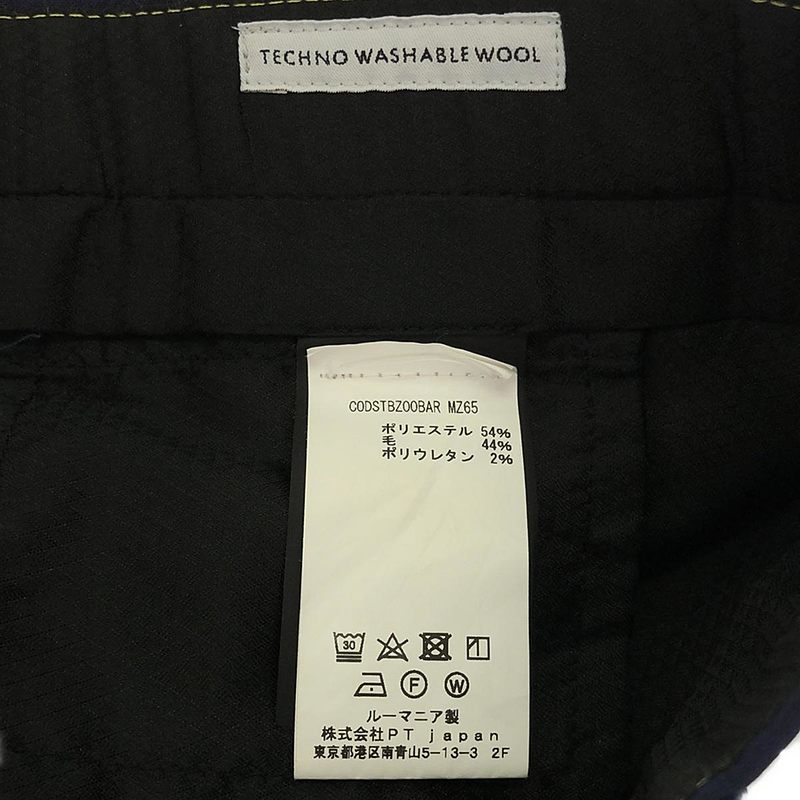 TECHNO WASHABLE WOOL
CODSTBZ00BAR MZ65
ポリエステル 54%
毛 44%
ポリウレタン 2%
30
F W
ルーマニア製
株式会社PT japan
東京都港区南青山5-13-3 2F